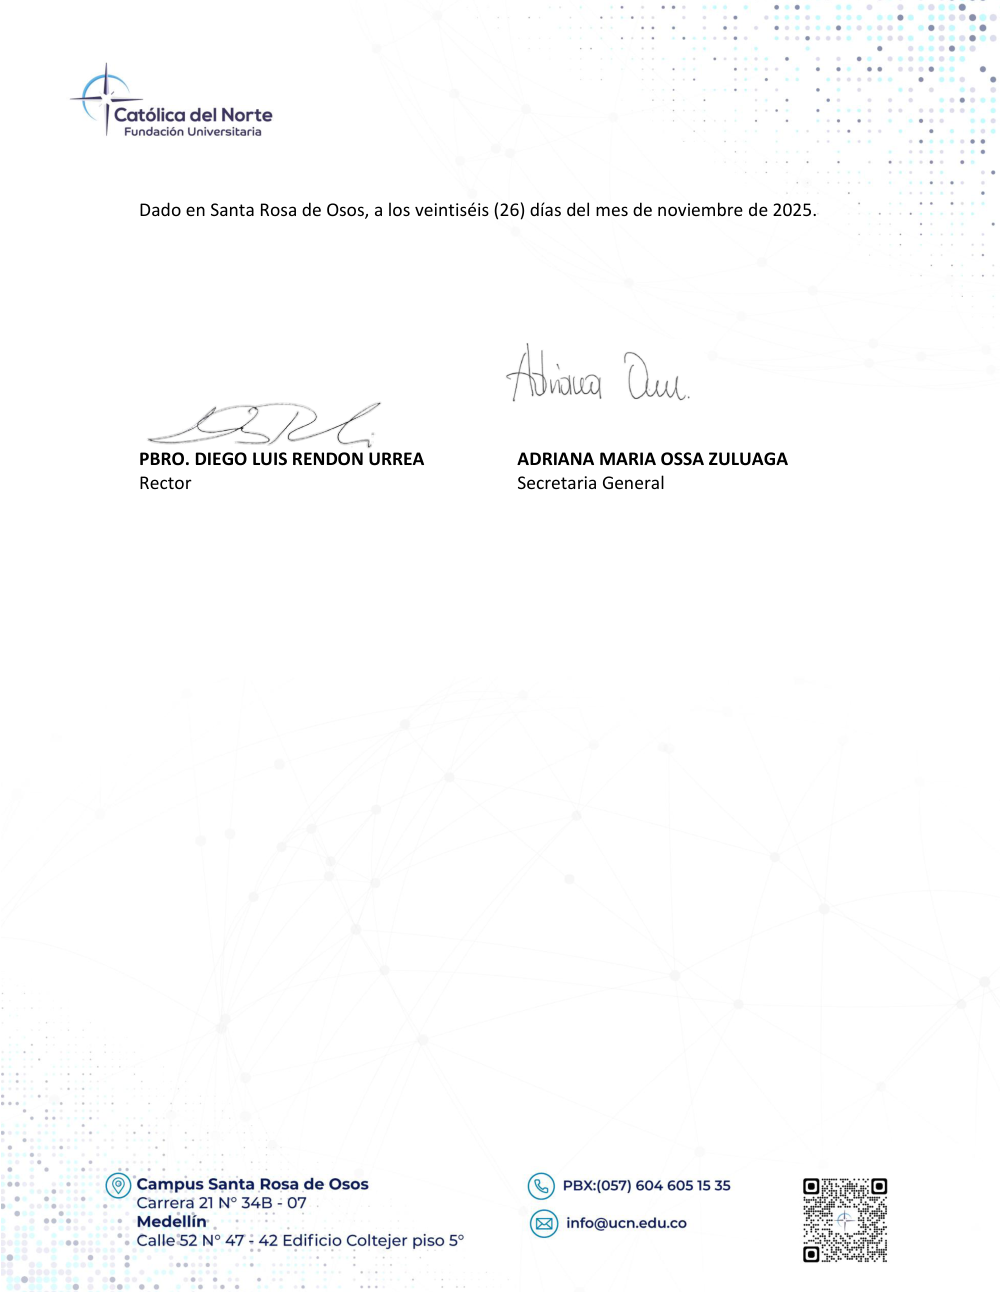 Católica del Norte
Fundación Universitaria
Dado en Santa Rosa de Osos, a los veintiséis (26) días del mes de noviembre de 2025.
Adriana
PBRO. DIEGO LUIS RENDON URREA
ADRIANA MARIA OSSA ZULUAGA
Rector
Secretaria General
Campus Santa Rosa de Osos
Carrera 21 N° 34B - 07
Medellín
Calle 52 N° 47 - 42 Edificio Coltejer piso 5°
PBX:(057) 604 605 15 35
info@ucn.edu.co